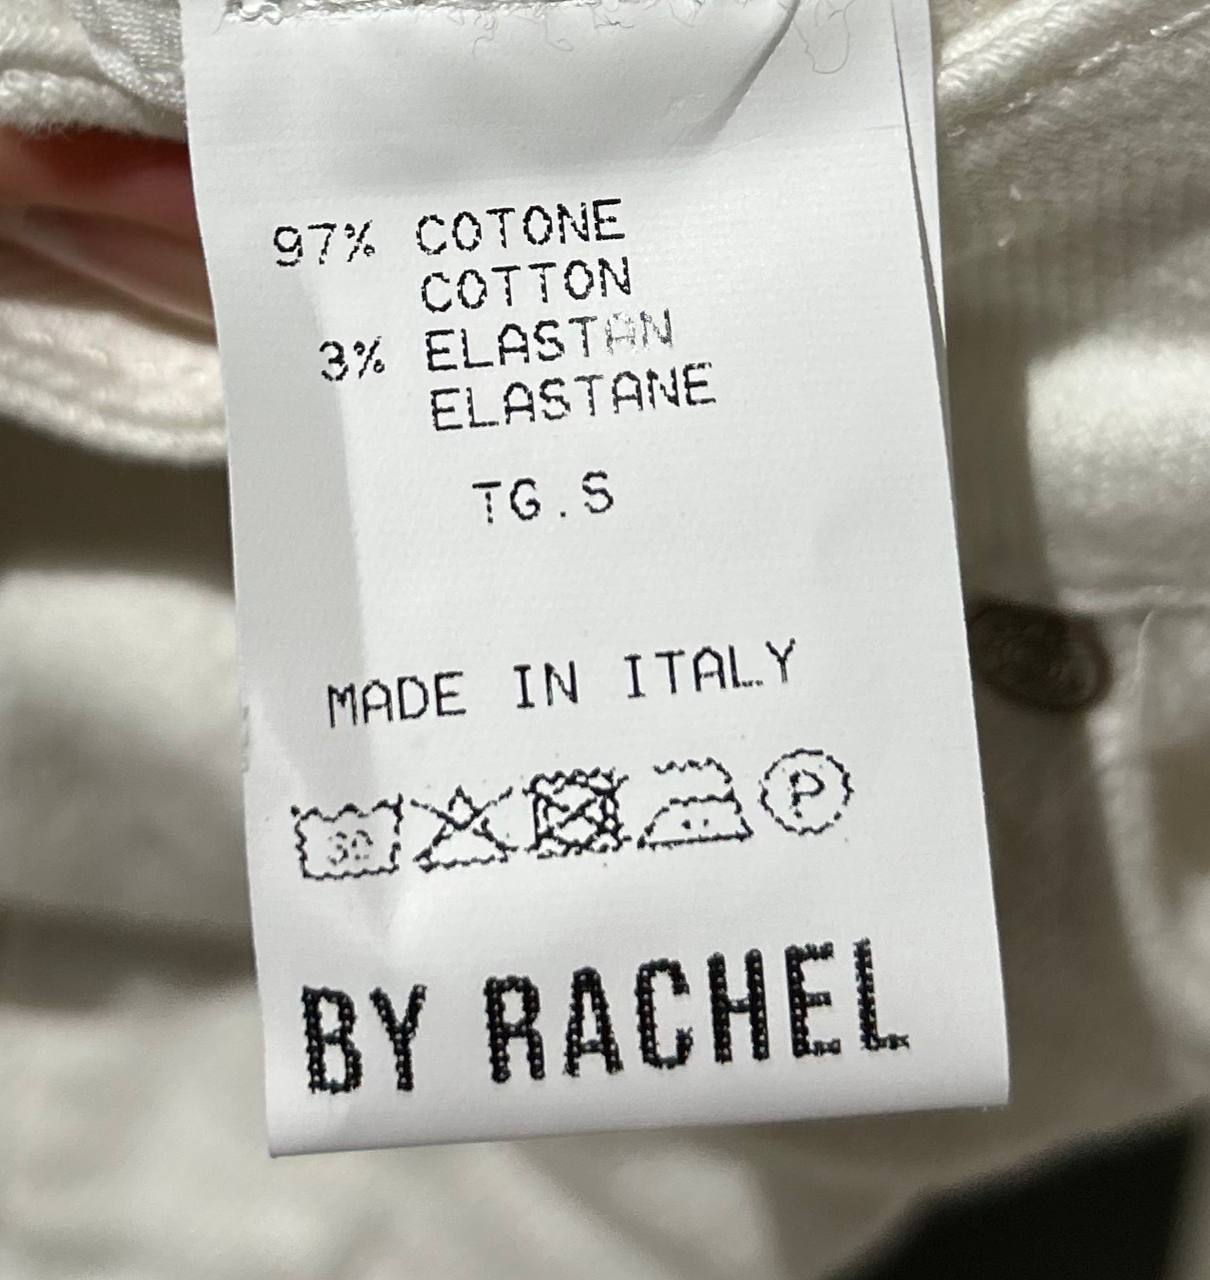 97% COTONE
COTTON
3% ELASTAN
ELASTANE
TG.S
MADE IN ITALY
30 P
BY RACHEL